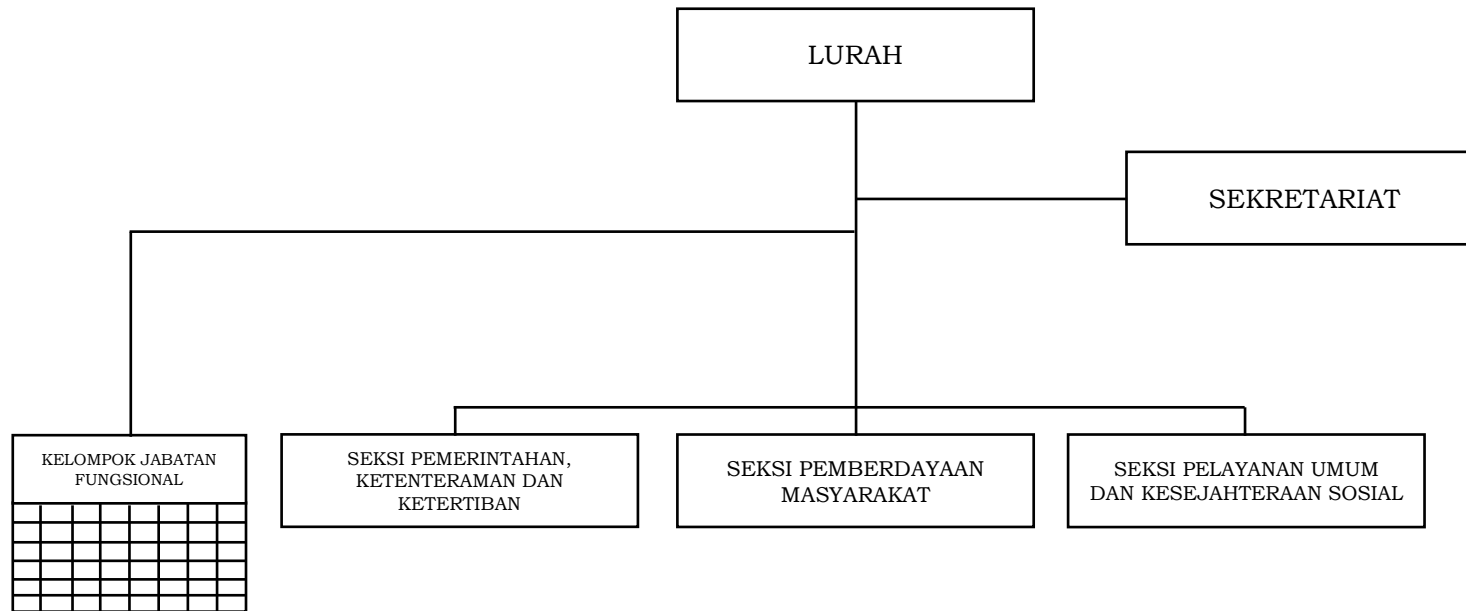 LURAH
SEKRETARIAT
KELOMPOK JABATAN
FUNGSIONAL
SEKSI PEMERINTAHAN,
KETENTERAMAN DAN
KETERTIBAN
SEKSI PEMBERDAYAAN
MASYARAKAT
SEKSI PELAYANAN UMUM
DAN KESEJAHTERAAN SOSIAL